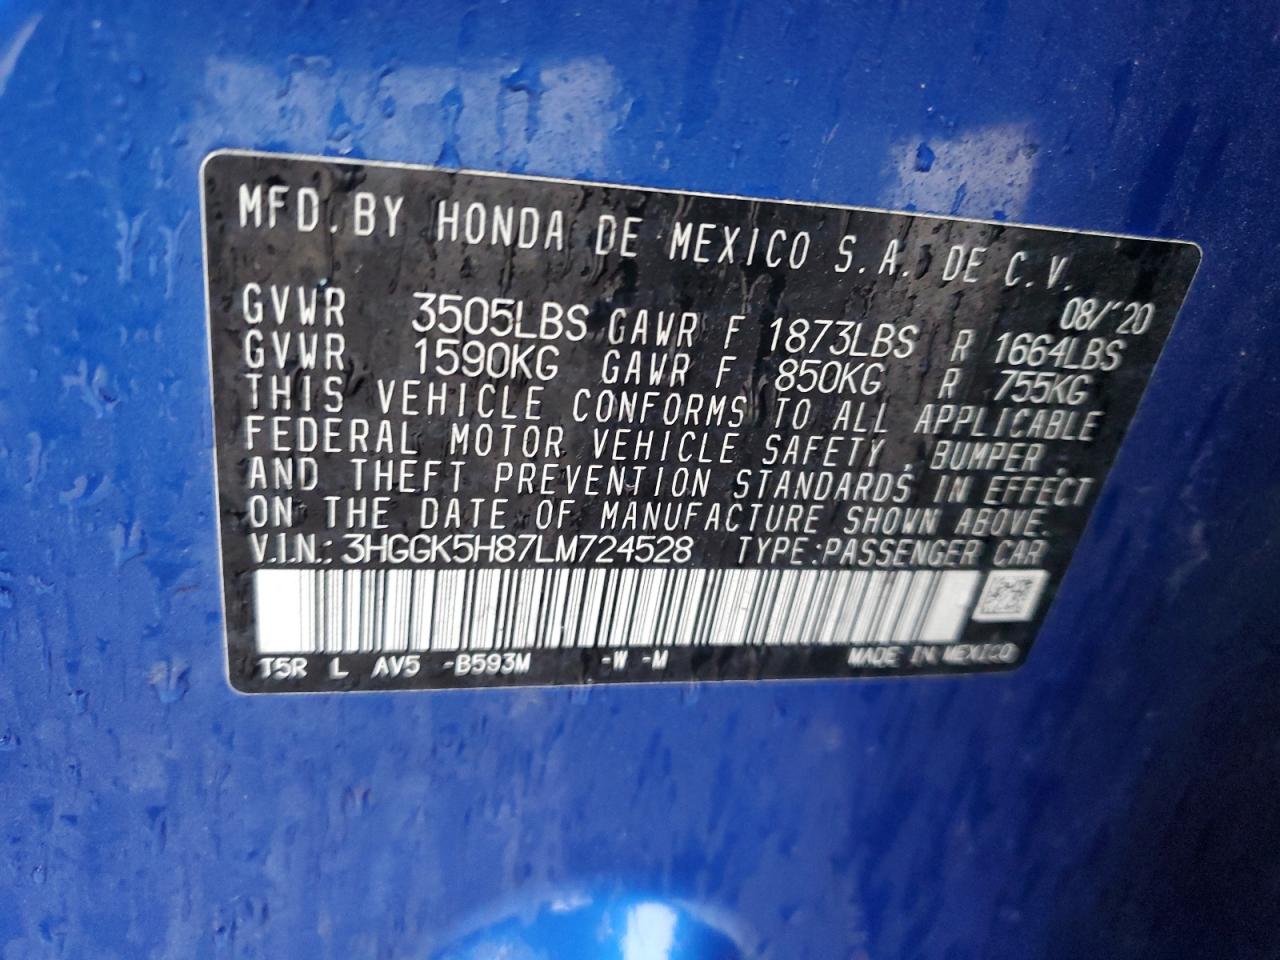 MFD. BY HONDA DE MEXICO S.A. DE C.V.
08/'20
GVWR 3505LBS GAWR F 1873LBS R 1664LBS
GVWR 1590KG GAWR F 850KG R 755KG
THIS VEHICLE CONFORMS TO ALL APPLICABLE
FEDERAL MOTOR VEHICLE SAFETY , BUMPER ,
AND THEFT PREVENTION STANDARDS IN EFFECT
ON THE DATE OF MANUFACTURE SHOWN ABOVE.
V.I.N.: 3HGGK5H87LM724528 TYPE:PASSENGER CAR
T5R L AV5 -B593M -W -M MADE IN MEXICO